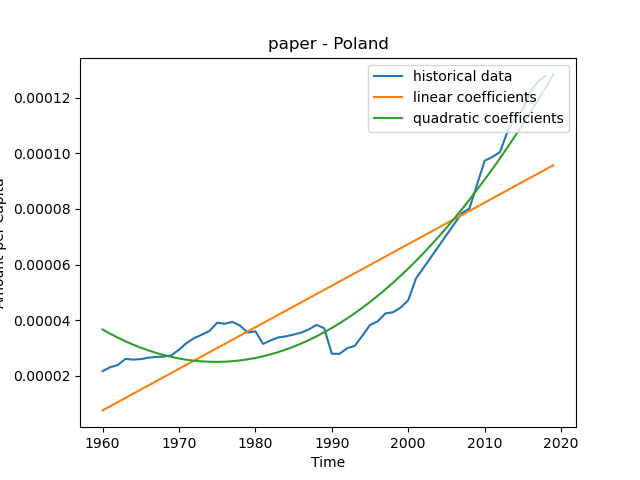 paper - Poland
historical data
linear coefficients
quadratic coefficients
0.00012
0.00010
0.00008
0.00006
0.00004
0.00002
Amount per Capita
1960 1970 1980 1990 2000 2010 2020
Time